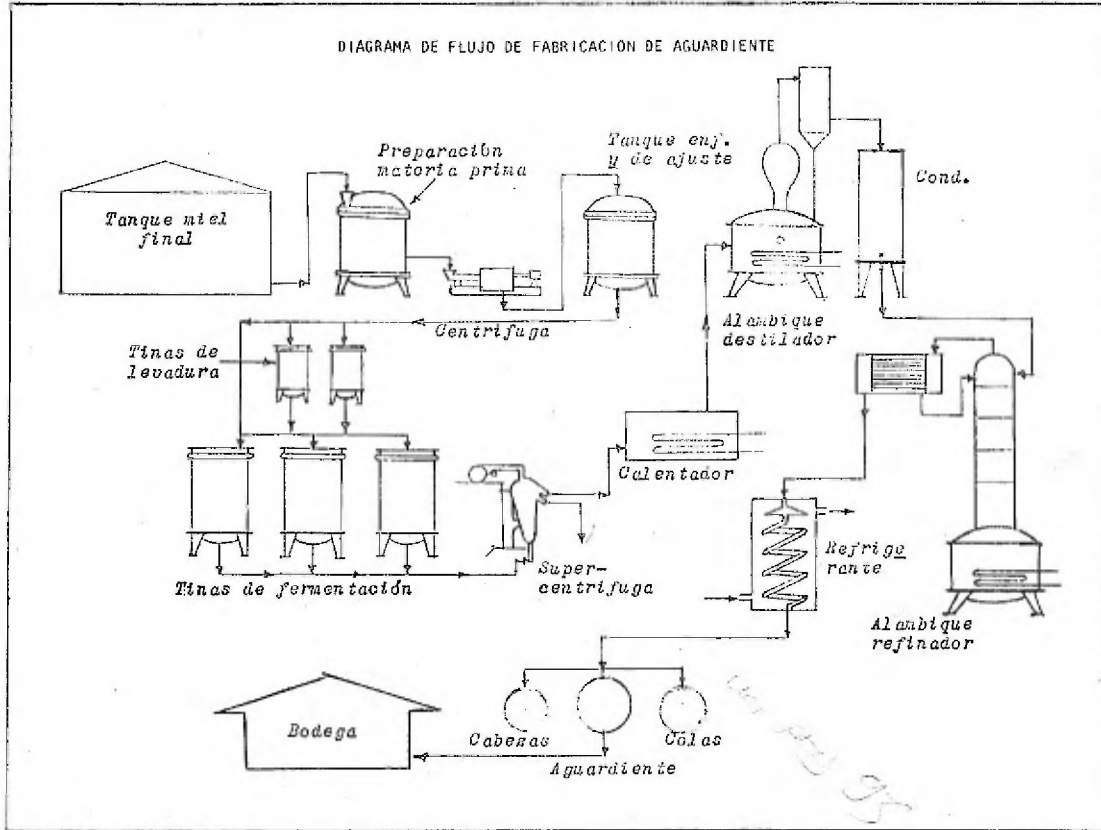 DIAGRAMA DE FLUJO DE FABRICACION DE AGUARDIENTE
Preparación
materia prima
Tanque enf.
y de ajuste
Cond.
Tanque miel
final
Centrifuga
Alambique
destilador
Tinas de
levadura
Calentador
Tinas de fermentación
Super-
centrifuga
Refrige
rante
Alambique
refinador
Bodega
Cabezas
Colas
Aguardiente